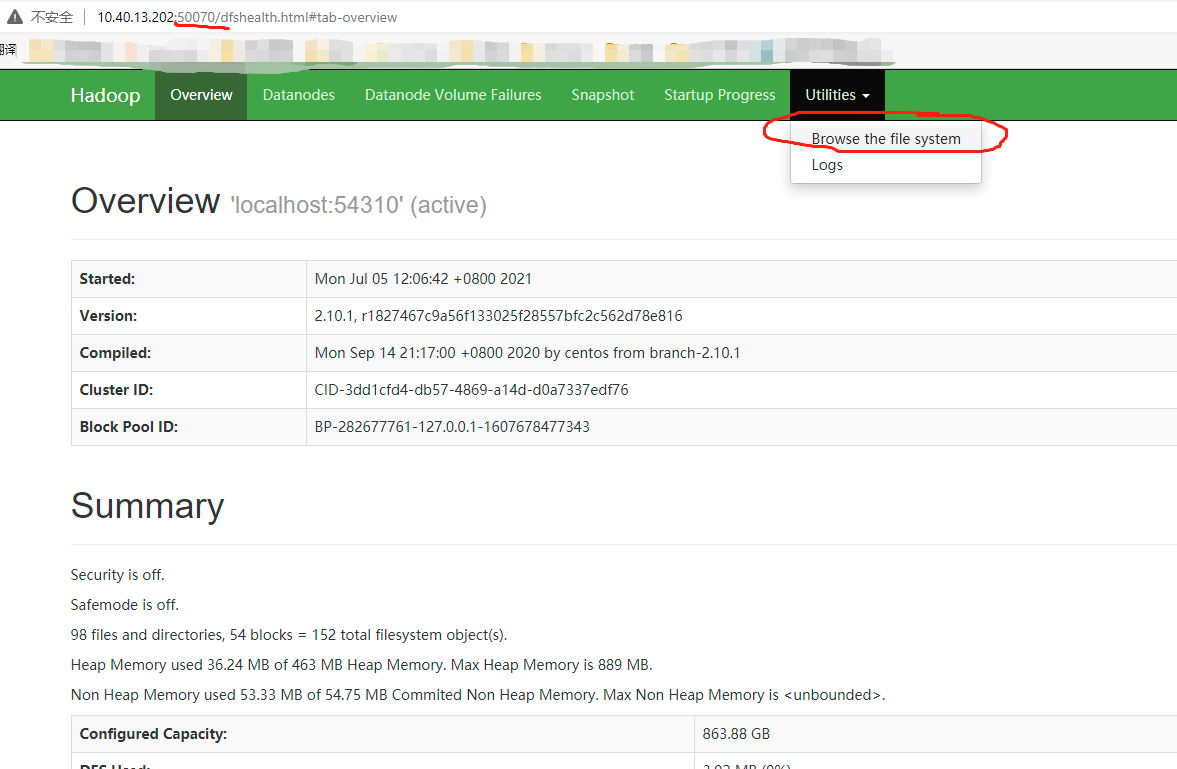 不安全 10.40.13.202:50070/dfshealth.html#tab-overview
翻译
Hadoop Overview Datanodes Datanode Volume Failures Snapshot Startup Progress Utilities
Browse the file system
Logs
Overview 'localhost:54310' (active)
Started: Mon Jul 05 12:06:42 +0800 2021
Version: 2.10.1, r1827467c9a56f133025f28557bfc2c562d78e816
Compiled: Mon Sep 14 21:17:00 +0800 2020 by centos from branch-2.10.1
Cluster ID: CID-3dd1cfd4-db57-4869-a14d-d0a7337edf76
Block Pool ID: BP-282677761-127.0.0.1-1607678477343
Summary
Security is off.
Safemode is off.
98 files and directories, 54 blocks = 152 total filesystem object(s).
Heap Memory used 36.24 MB of 463 MB Heap Memory. Max Heap Memory is 889 MB.
Non Heap Memory used 53.33 MB of 54.75 MB Commited Non Heap Memory. Max Non Heap Memory is <unbounded>.
Configured Capacity: 863.88 GB